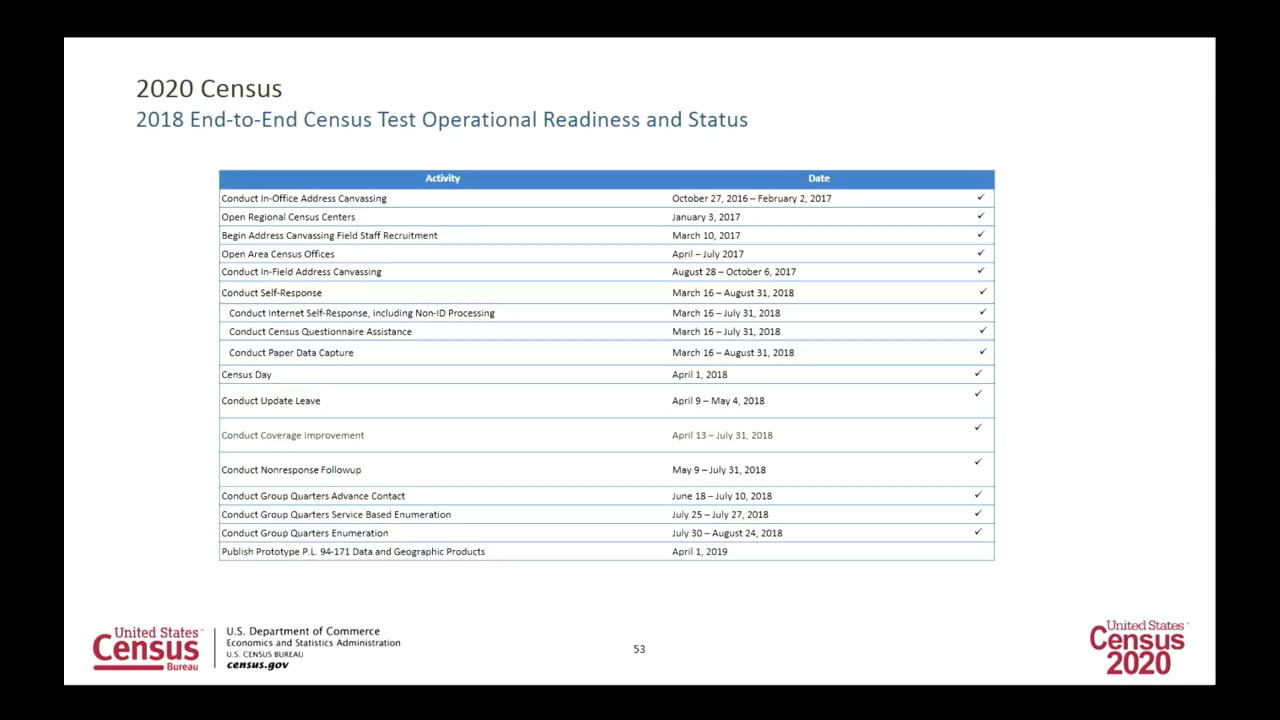 2020 Census
2018 End-to-End Census Test Operational Readiness and Status
Activity Date
Conduct In-Office Address Canvassing October 27, 2016 – February 2, 2017 ✓
Open Regional Census Centers January 3, 2017 ✓
Begin Address Canvassing Field Staff Recruitment March 10, 2017 ✓
Open Area Census Offices April – July 2017 ✓
Conduct In-Field Address Canvassing August 28 – October 6, 2017 ✓
Conduct Self-Response March 16 – August 31, 2018 ✓
Conduct Internet Self-Response, including Non-ID Processing March 16 – July 31, 2018 ✓
Conduct Census Questionnaire Assistance March 16 – July 31, 2018 ✓
Conduct Paper Data Capture March 16 – August 31, 2018 ✓
Census Day April 1, 2018 ✓
Conduct Update Leave April 9 – May 4, 2018 ✓
Conduct Coverage Improvement April 13 – July 31, 2018 ✓
Conduct Nonresponse Followup May 9 – July 31, 2018 ✓
Conduct Group Quarters Advance Contact June 18 – July 10, 2018 ✓
Conduct Group Quarters Service Based Enumeration July 25 – July 27, 2018 ✓
Conduct Group Quarters Enumeration July 30 – August 24, 2018 ✓
Publish Prototype P.L. 94-171 Data and Geographic Products April 1, 2019
United States™
Census
Bureau
U.S. Department of Commerce
Economics and Statistics Administration
U.S. CENSUS BUREAU
census.gov
53
United States™
Census
2020